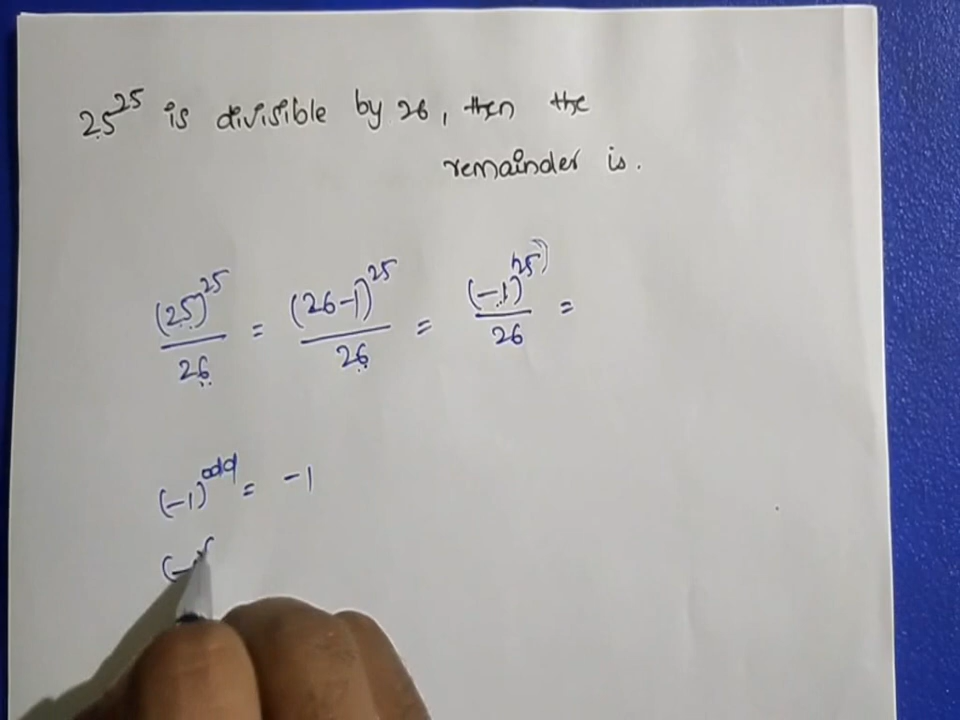 25^25 is divisible by 26, then the
remainder is.
(25)^25 / 26 = (26-1)^25 / 26 = (-1)^25 / 26 =
(-1)^odd = -1
(-